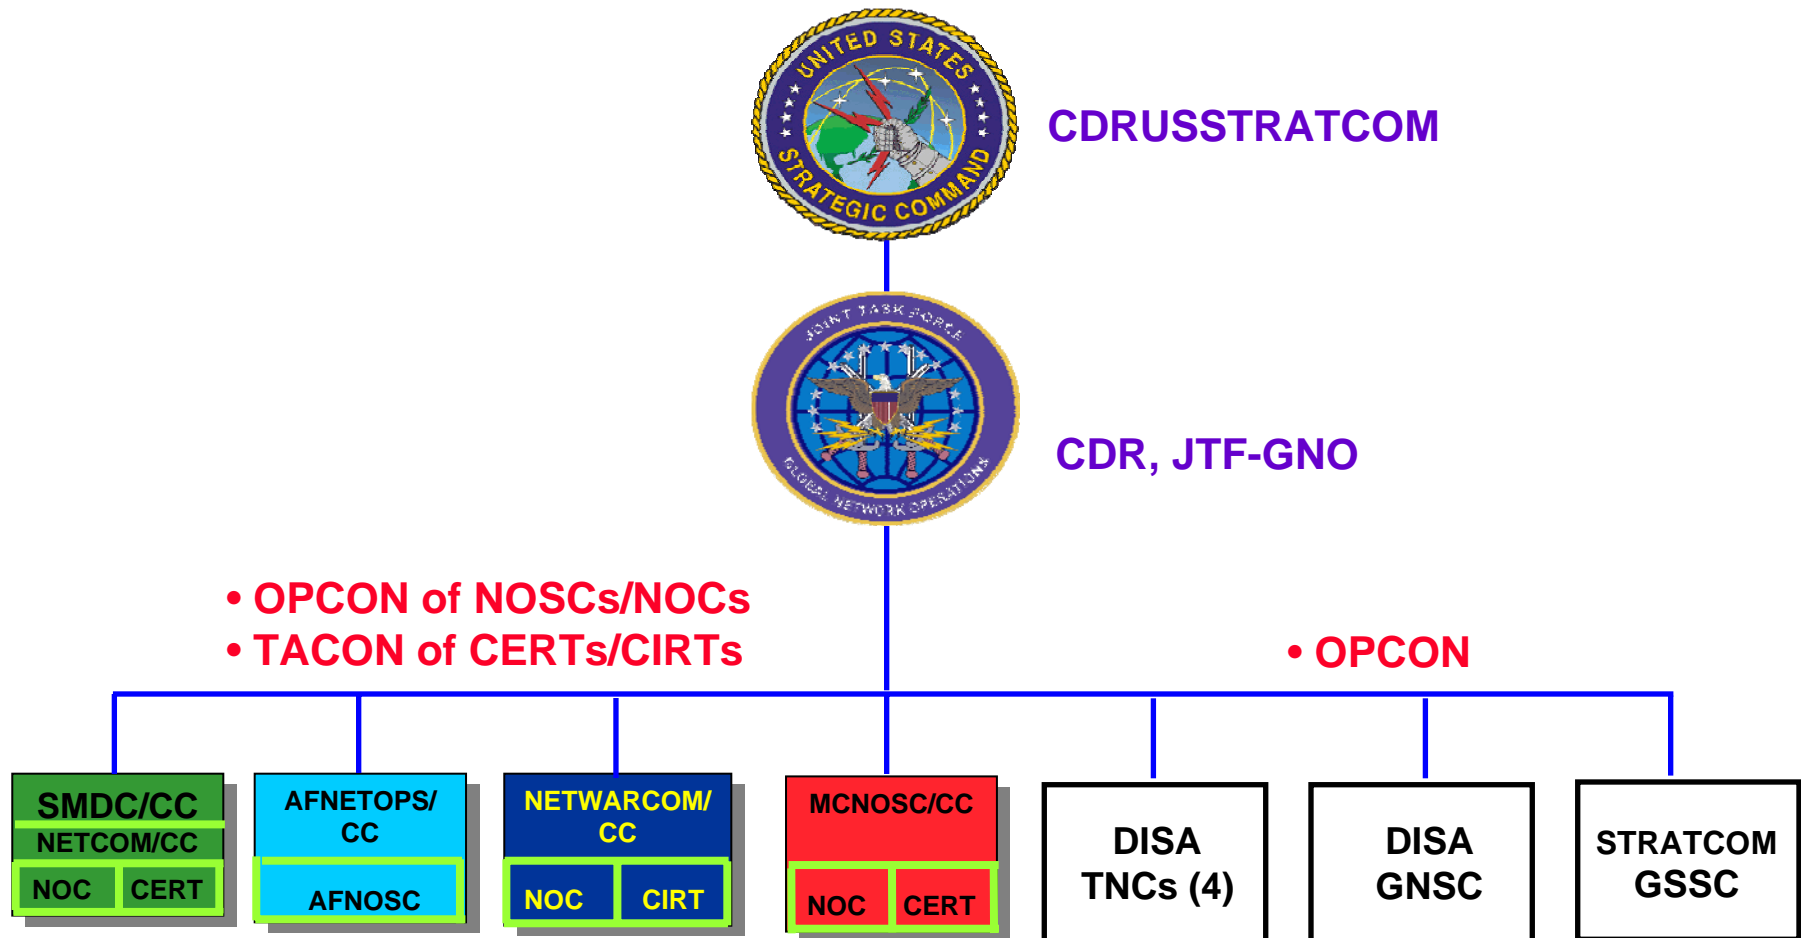 UNITED STATES
STRATEGIC COMMAND
CDRUSSTRATCOM
JOINT TASK FORCE
GLOBAL NETWORK OPERATIONS
CDR, JTF-GNO
• OPCON of NOSCs/NOCs
• TACON of CERTs/CIRTs
• OPCON
SMDC/CC
NETCOM/CC
NOC CERT
AFNETOPS/
CC
AFNOSC
NETWARCOM/
CC
NOC CIRT
MCNOSC/CC
NOC CERT
DISA
TNCs (4)
DISA
GNSC
STRATCOM
GSSC